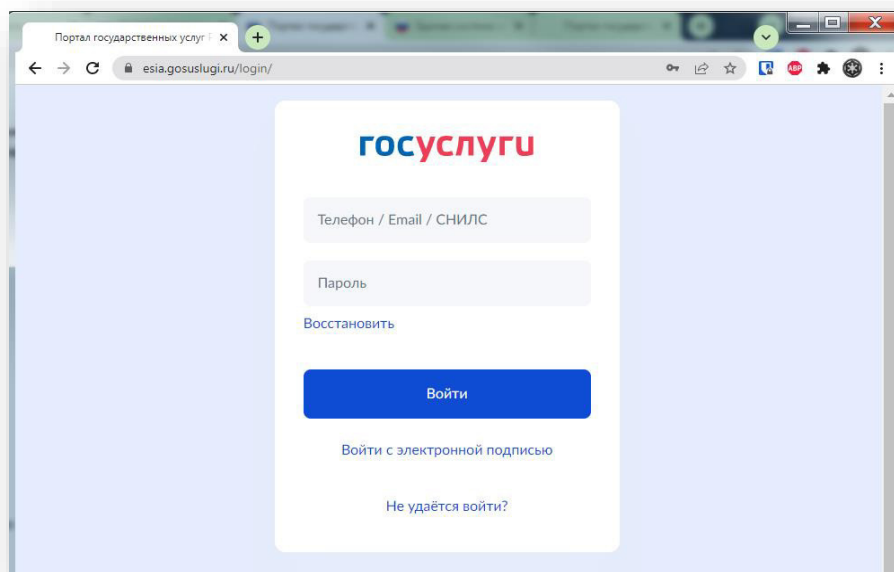 Портал государственных услуг
esia.gosuslugi.ru/login/
ABP
госуслуги
Телефон / Email / СНИЛС
Пароль
Восстановить
Войти
Войти с электронной подписью
Не удаётся войти?